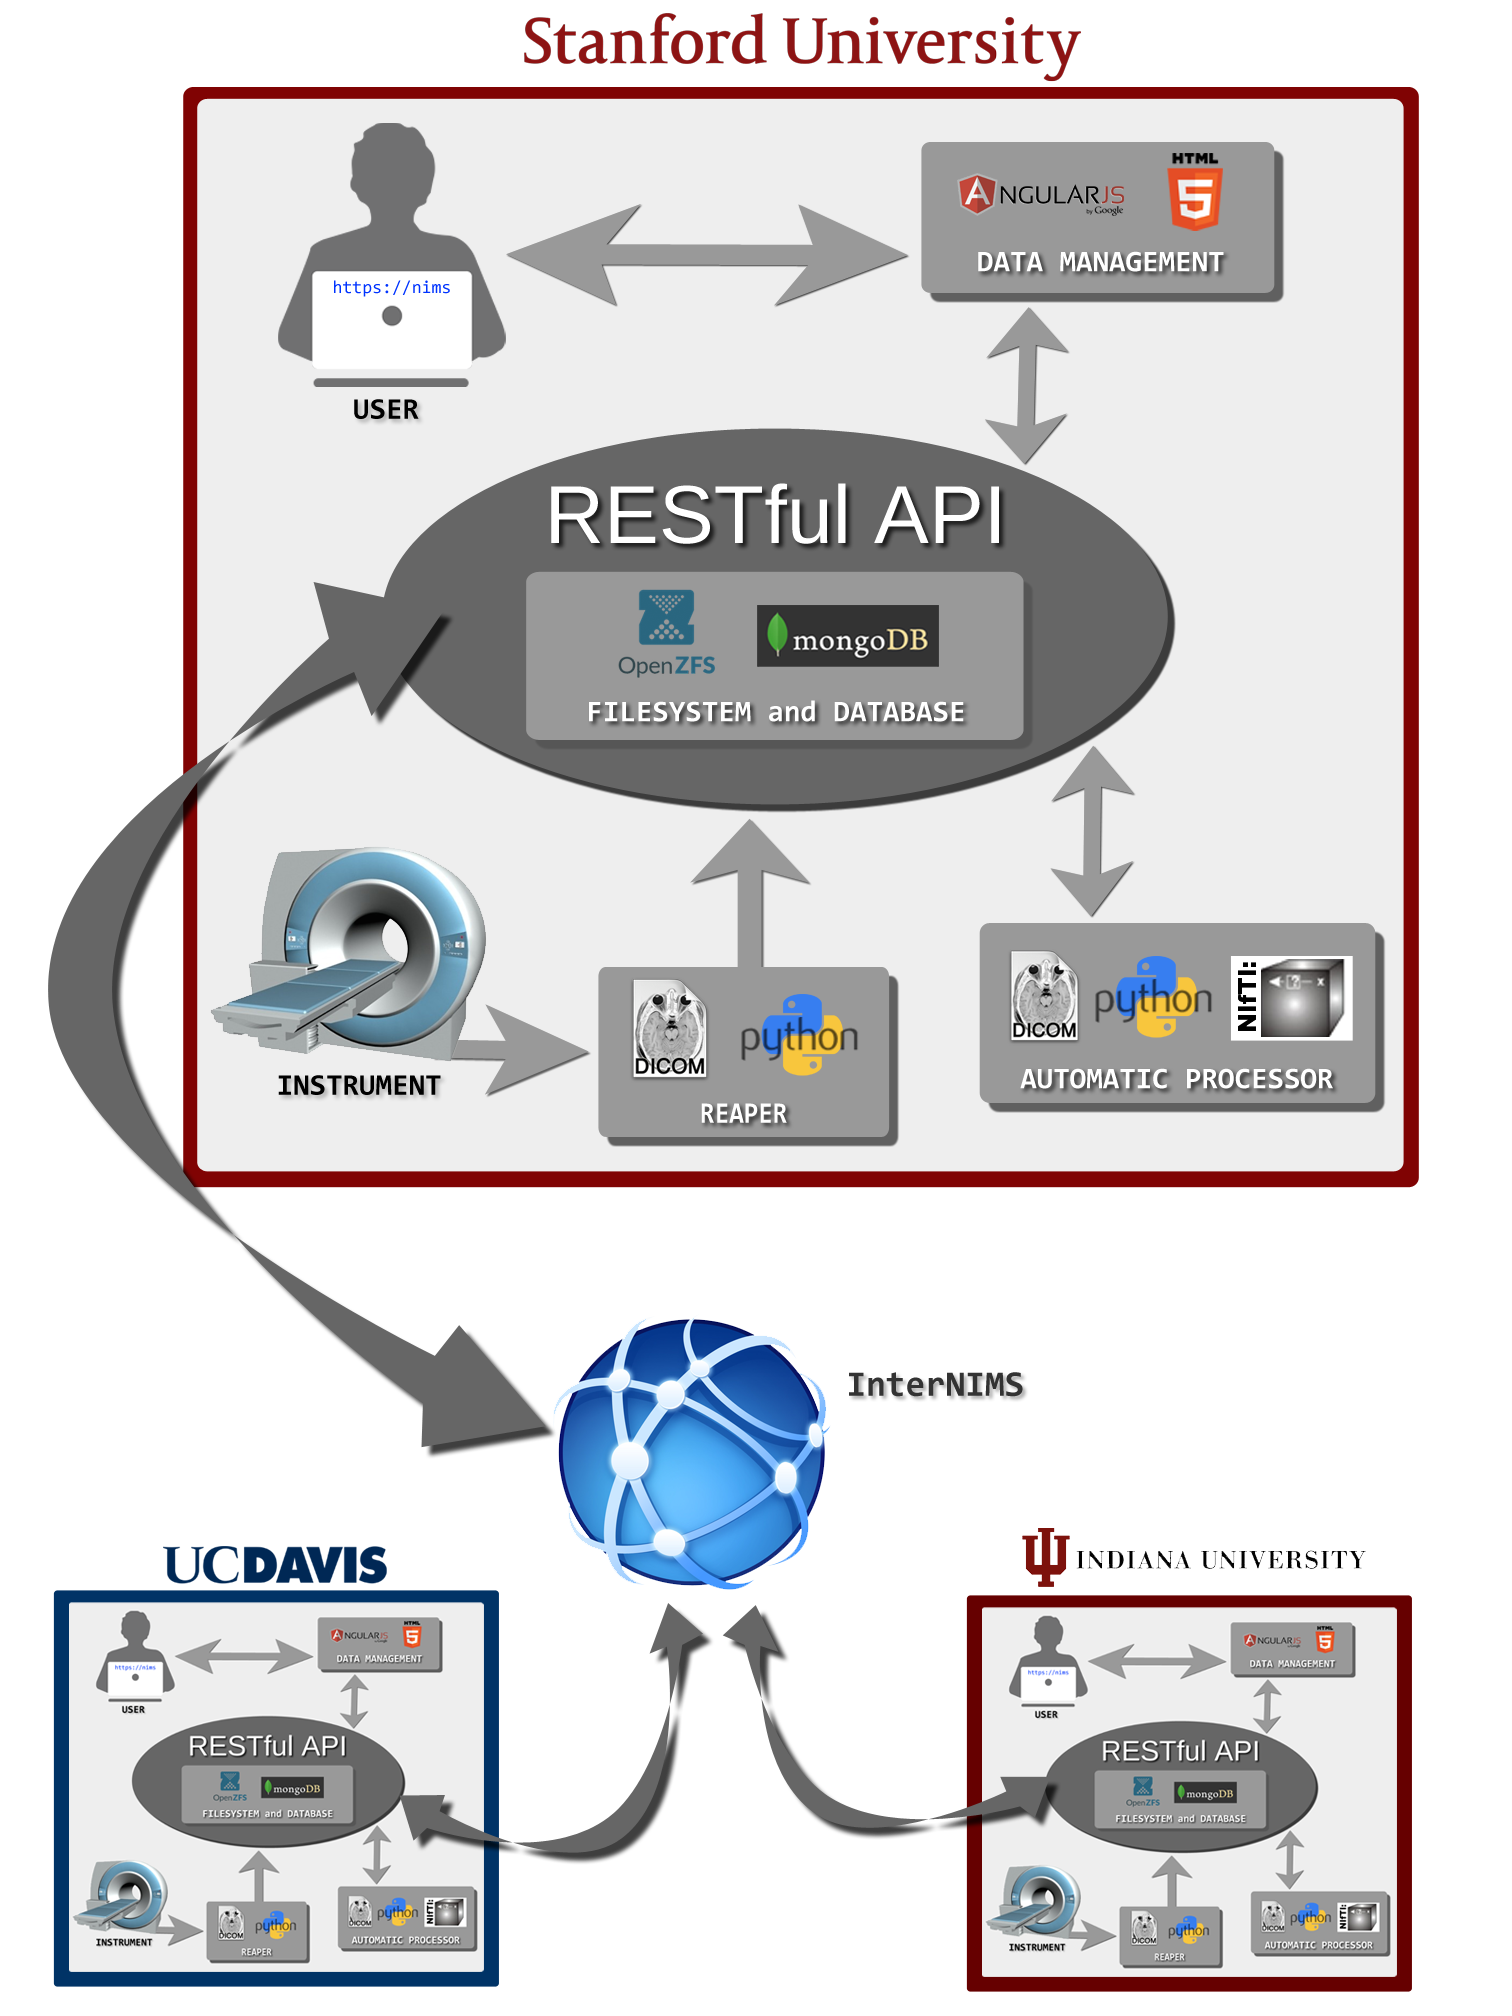 Stanford University
ANGULARJS
by Google
HTML
5
DATA MANAGEMENT
https://nims
USER
RESTful API
OpenZFS
mongoDB
FILESYSTEM and DATABASE
INSTRUMENT
DICOM
python
REAPER
DICOM
python
NIfTI:
AUTOMATIC PROCESSOR
InterNIMS
UCDAVIS
ANGULARJS
HTML
5
DATA MANAGEMENT
https://nims
USER
RESTful API
OpenZFS
mongoDB
FILESYSTEM and DATABASE
INSTRUMENT
DICOM
python
REAPER
DICOM
python
NIfTI:
AUTOMATIC PROCESSOR
INDIANA UNIVERSITY
ANGULARJS
HTML
5
DATA MANAGEMENT
https://nims
USER
RESTful API
OpenZFS
mongoDB
FILESYSTEM and DATABASE
INSTRUMENT
DICOM
python
REAPER
DICOM
python
NIfTI:
AUTOMATIC PROCESSOR